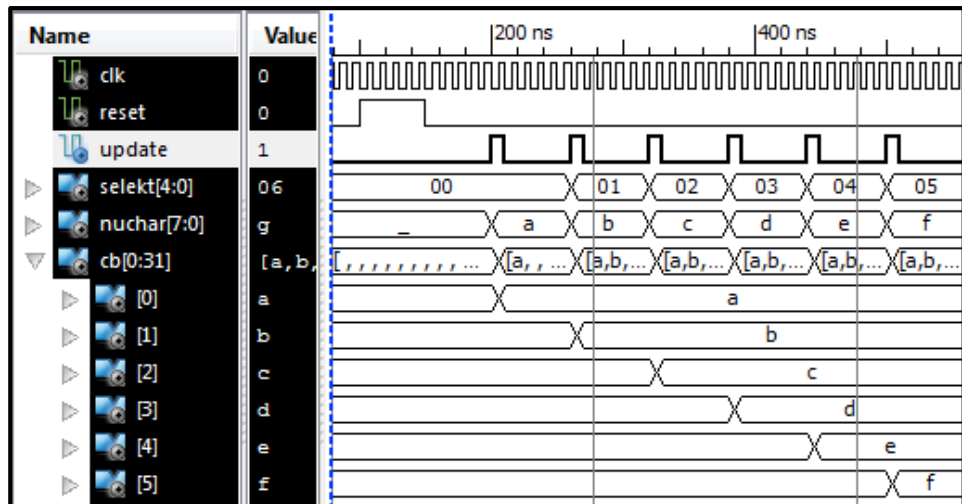 Name Value 200 ns 400 ns
clk 0
reset 0
update 1
selekt[4:0] 06 00 01 02 03 04 05
nuchar[7:0] g _ a b c d e f
cb[0:31] [a,b, [ , , , , , , , , , ... [a, , ... [a,b,... [a,b,... [a,b,... [a,b,... [a,b,...
[0] a a
[1] b b
[2] c c
[3] d d
[4] e e
[5] f f